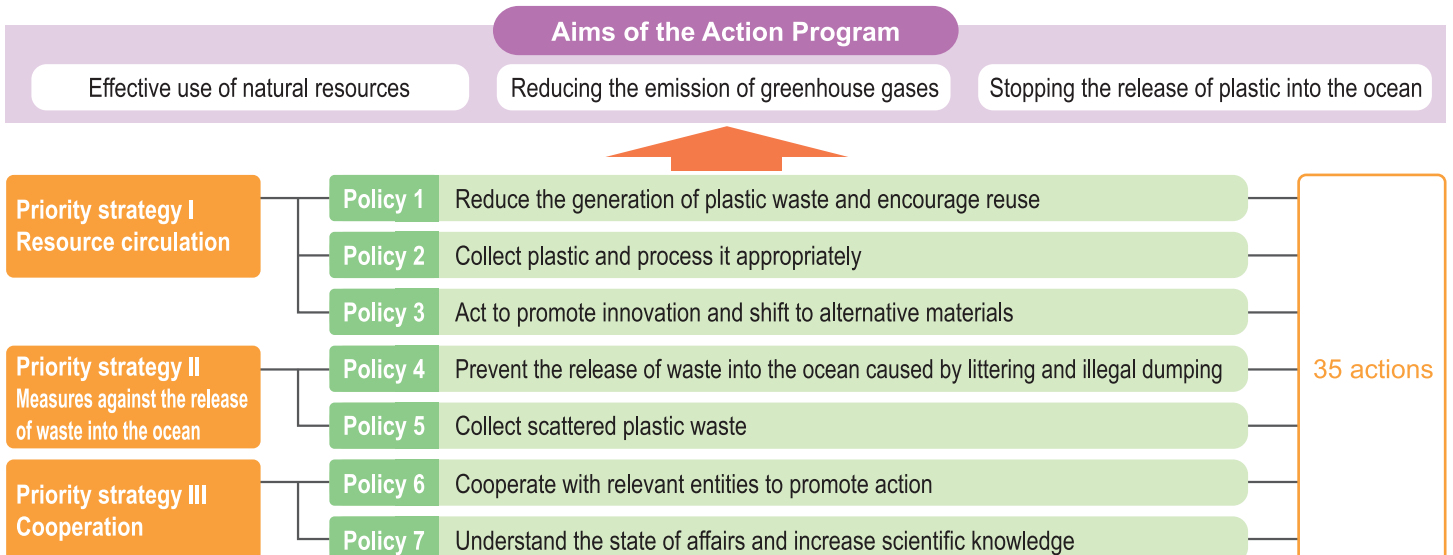 Aims of the Action Program
Effective use of natural resources
Reducing the emission of greenhouse gases
Stopping the release of plastic into the ocean
Priority strategy I
Resource circulation
Policy 1
Reduce the generation of plastic waste and encourage reuse
Policy 2
Collect plastic and process it appropriately
Policy 3
Act to promote innovation and shift to alternative materials
Priority strategy II
Measures against the release
of waste into the ocean
Policy 4
Prevent the release of waste into the ocean caused by littering and illegal dumping
Policy 5
Collect scattered plastic waste
Priority strategy III
Cooperation
Policy 6
Cooperate with relevant entities to promote action
Policy 7
Understand the state of affairs and increase scientific knowledge
35 actions